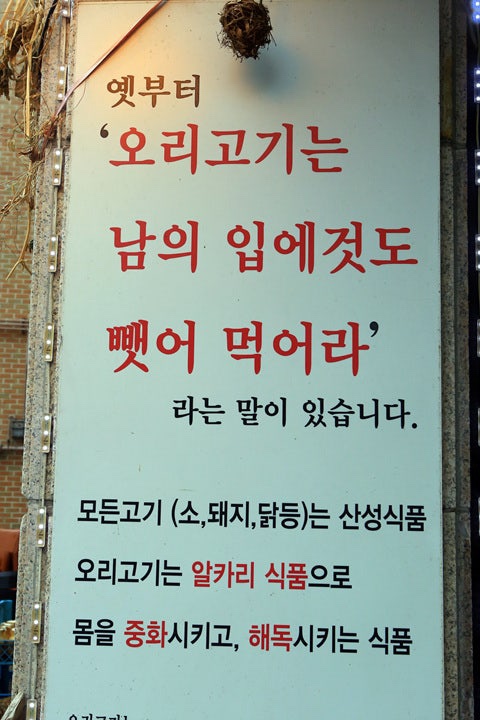 옛부터
‘오리고기는
남의 입에것도
뺏어 먹어라’
라는 말이 있습니다.
모든고기 (소,돼지,닭등)는 산성식품
오리고기는 알카리 식품으로
몸을 중화시키고, 해독시키는 식품